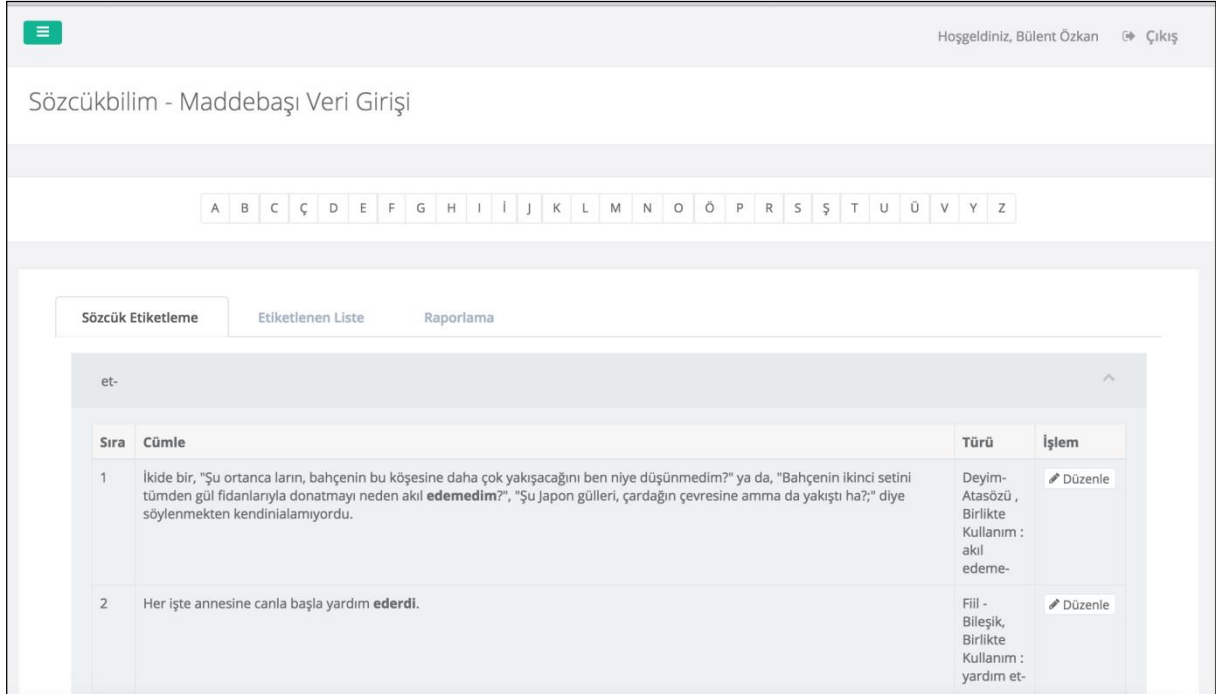 Hoşgeldiniz, Bülent Özkan Çıkış
Sözcükbilim - Maddebaşı Veri Girişi
A B C Ç D E F G H I İ J K L M N O Ö P R S Ş T U Ü V Y Z
Sözcük Etiketleme Etiketlenen Liste Raporlama
et-
Sıra Cümle Türü İşlem
1 İkide bir, "Şu ortanca ların, bahçenin bu köşesine daha çok yakışacağını ben niye düşünmedim?" ya da, "Bahçenin ikinci setini
tümden gül fidanlarıyla donatmayı neden akıl edemedim?", "Şu Japon gülleri, çardağın çevresine amma da yakıştı ha?;" diye
söylenmekten kendinialamıyordu.
Deyim-
Atasözü ,
Birlikte
Kullanım :
akıl
edeme-
Düzenle
2 Her işte annesine canla başla yardım ederdi.
Fiil -
Bileşik,
Birlikte
Kullanım :
yardım et-
Düzenle